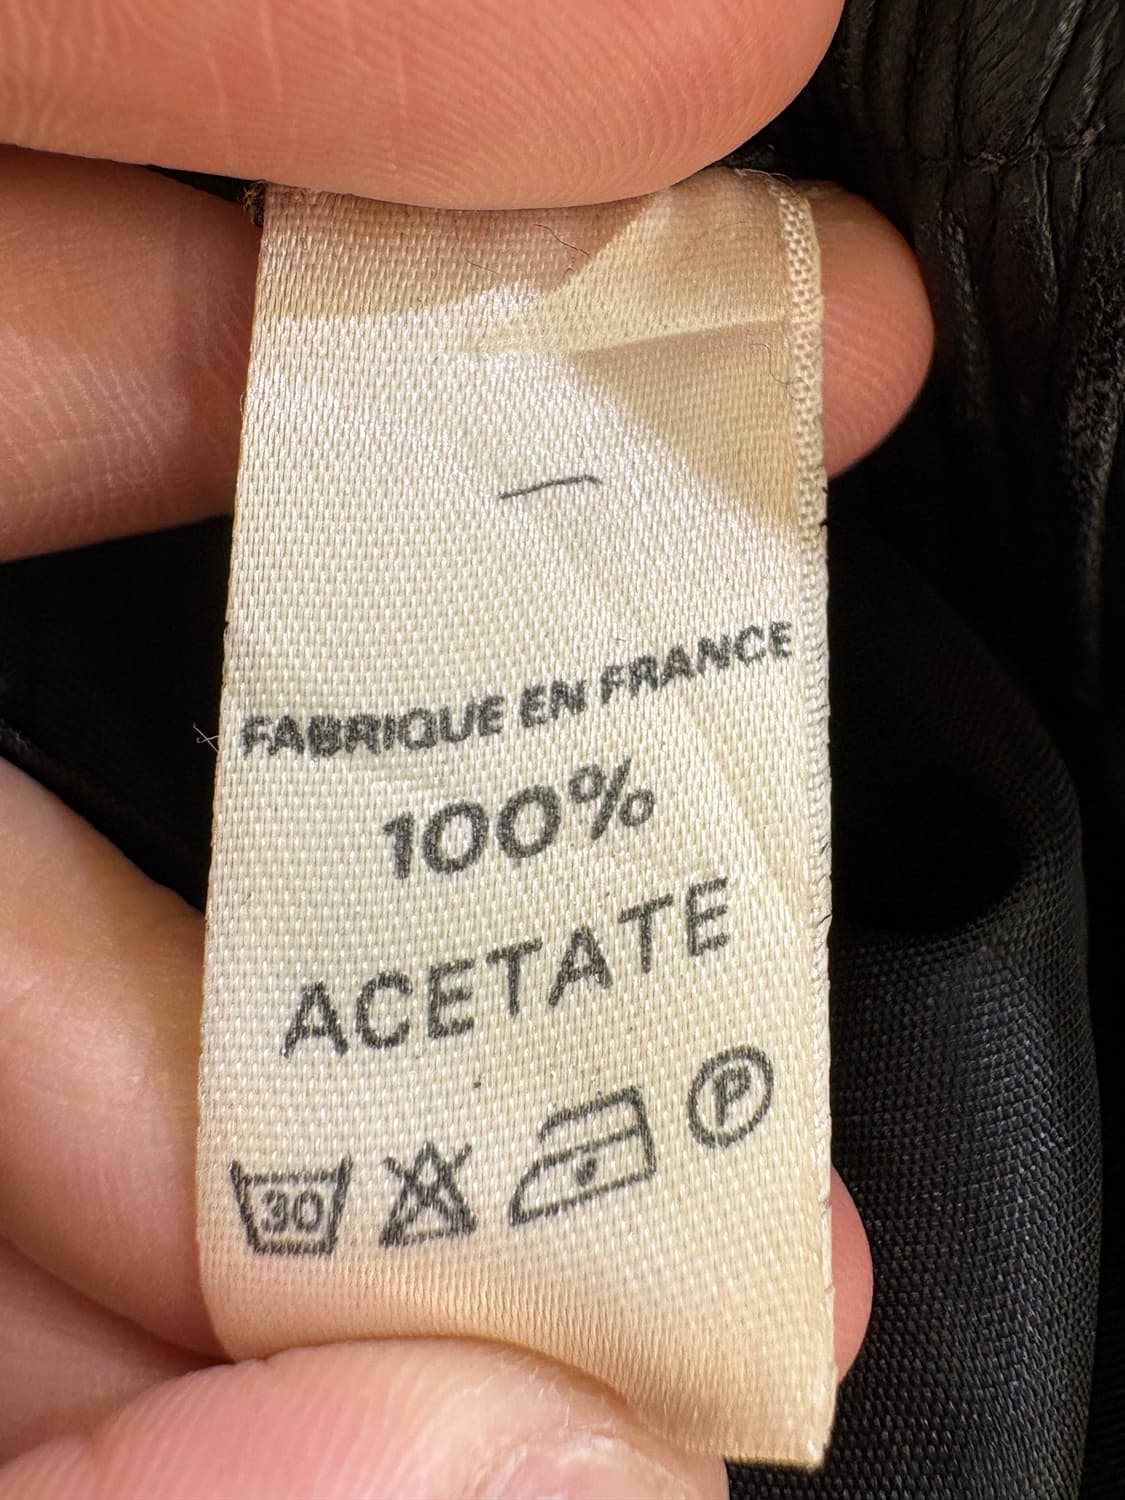 FABRIQUE EN FRANCE
100%
ACETATE
30 P